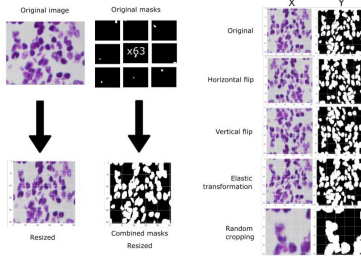 Original image
Original masks
x63
Resized
Combined masks
Resized
X
Y
Original
Horizontal flip
Vertical flip
Elastic
transformation
Random
cropping